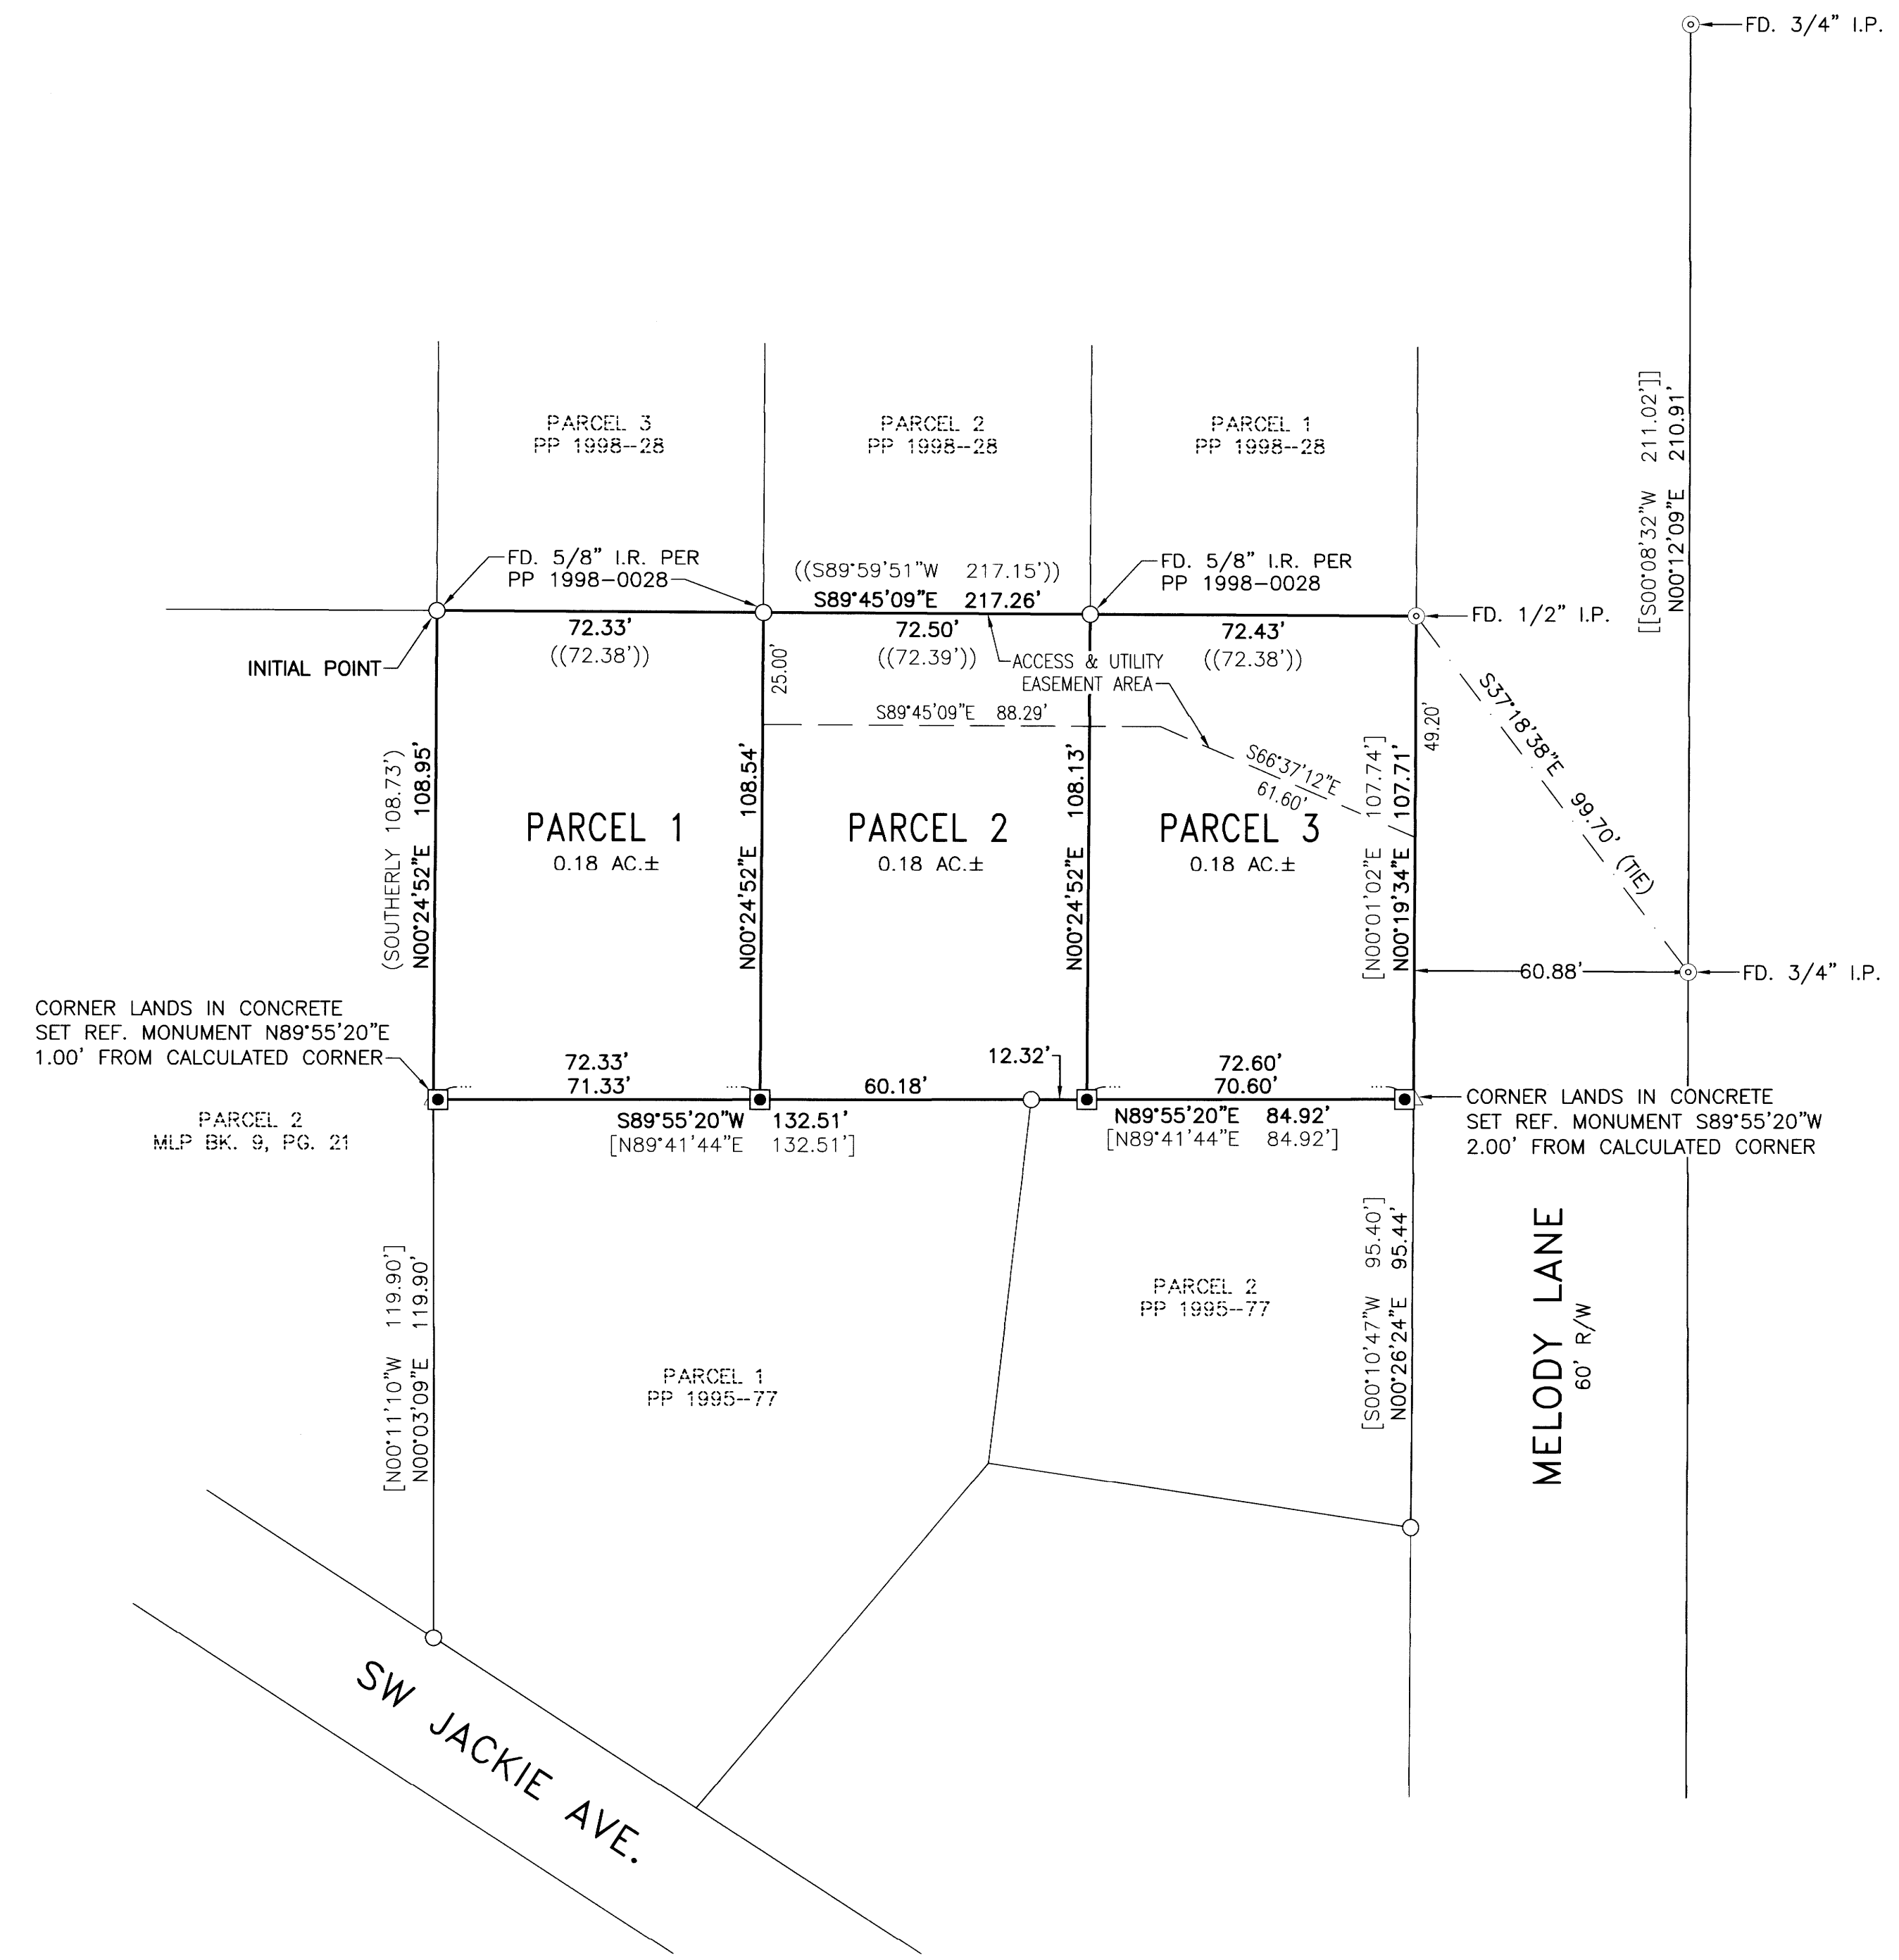 FD. 3/4" I.P.
[[S00°08'32"W 211.02']]
N00°12'09"E 210.91'
PARCEL 3
PP 1998--28
PARCEL 2
PP 1998--28
PARCEL 1
PP 1998--28
FD. 5/8" I.R. PER
PP 1998-0028
((S89°59'51"W 217.15'))
S89°45'09"E 217.26'
FD. 5/8" I.R. PER
PP 1998-0028
FD. 1/2" I.P.
INITIAL POINT
72.33'
((72.38'))
25.00'
72.50'
((72.39'))
ACCESS & UTILITY
EASEMENT AREA
72.43'
((72.38'))
S89°45'09"E 88.29'
S66°37'12"E
61.60'
49.20'
S37°18'38"E 99.70' (TIE)
(SOUTHERLY 108.73')
N00°24'52"E 108.95'
PARCEL 1
0.18 AC.±
N00°24'52"E 108.54'
PARCEL 2
0.18 AC.±
N00°24'52"E 108.13'
PARCEL 3
0.18 AC.±
[N00°01'02"E 107.74']
N00°19'34"E 107.71'
60.88'
FD. 3/4" I.P.
CORNER LANDS IN CONCRETE
SET REF. MONUMENT N89°55'20"E
1.00' FROM CALCULATED CORNER
72.33'
71.33'
60.18'
12.32'
72.60'
70.60'
S89°55'20"W 132.51'
[N89°41'44"E 132.51']
N89°55'20"E 84.92'
[N89°41'44"E 84.92']
CORNER LANDS IN CONCRETE
SET REF. MONUMENT S89°55'20"W
2.00' FROM CALCULATED CORNER
PARCEL 2
MLP BK. 9, PG. 21
[N00°11'10"W 119.90']
N00°03'09"E 119.90'
PARCEL 1
PP 1995--77
PARCEL 2
PP 1995--77
[S00°10'47"W 95.40']
N00°26'24"E 95.44'
MELODY LANE
60' R/W
SW JACKIE AVE.